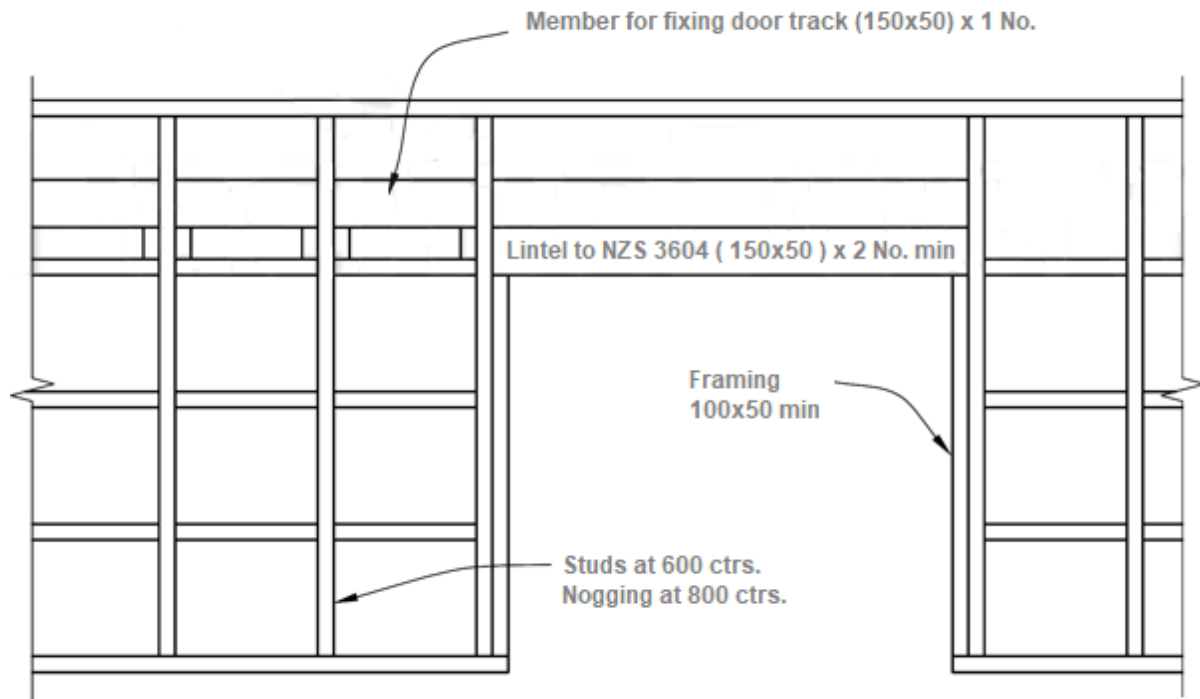 Member for fixing door track (150x50) x 1 No.
Lintel to NZS 3604 ( 150x50 ) x 2 No. min
Framing
100x50 min
Studs at 600 ctrs.
Nogging at 800 ctrs.